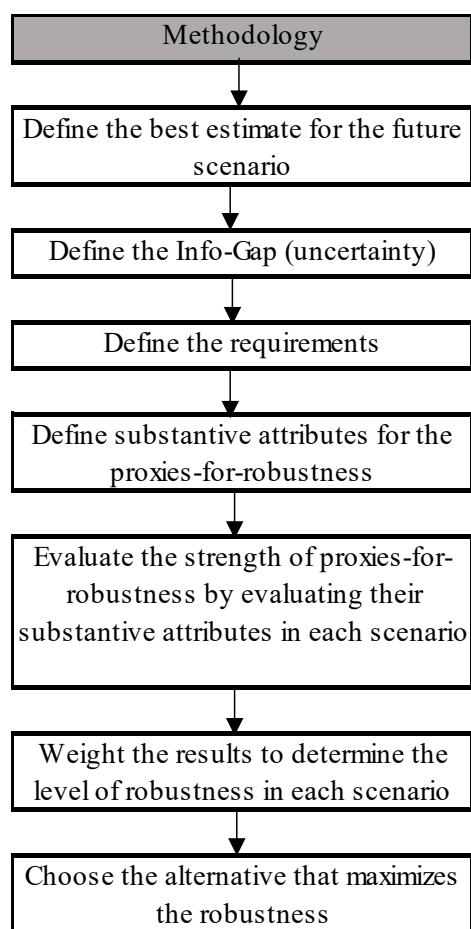 Methodology
Define the best estimate for the future
scenario
Define the Info-Gap (uncertainty)
Define the requirements
Define substantive attributes for the
proxies-for-robustness
Evaluate the strength of proxies-for-
robustness by evaluating their
substantive attributes in each scenario
Weight the results to determine the
level of robustness in each scenario
Choose the alternative that maximizes
the robustness